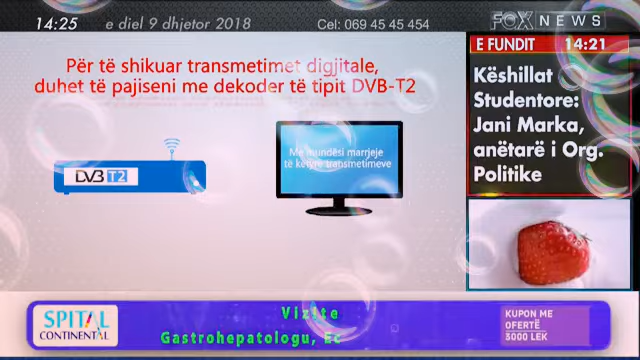 14:25 e diel 9 dhjetor 2018 Cel: 069 45 45 454 FOX NEWS
E FUNDIT 14:21
Për të shikuar transmetimet digjitale,
duhet të pajiseni me dekoder të tipit DVB-T2
Këshillat
Studentore:
Jani Marka,
anëtarë i Org.
Politike
Me mundësi marrjeje
të këtyre transmetimeve
DVB T2
SPITAL
CONTINENTAL
Vizite
Gastrohepatologu, Ec
KUPON ME
OFERTË
3000 LEK